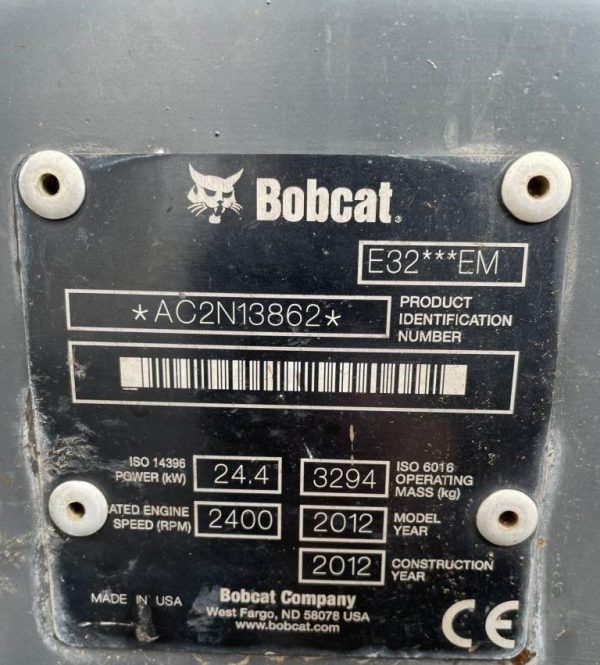 Bobcat®
E32***EM
*AC2N13862*
PRODUCT
IDENTIFICATION
NUMBER
ISO 14396
POWER (kW)
24.4
3294
ISO 6016
OPERATING
MASS (kg)
ENGINE
SPEED (RPM)
2400
2012
MODEL
YEAR
2012
CONSTRUCTION
YEAR
MADE IN USA
Bobcat Company
West Fargo, ND 58078 USA
www.bobcat.com
CE